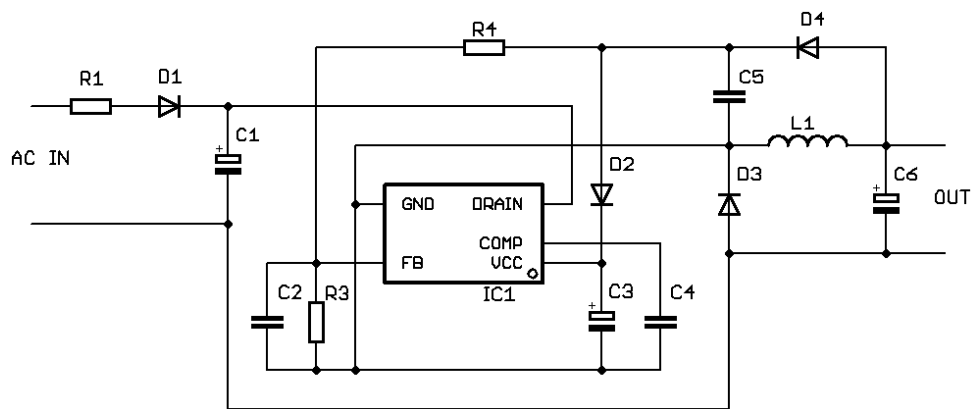 R4
D4
R1
D1
C5
C1
L1
AC IN
D2
D3
C6
GND
DRAIN
OUT
COMP
FB
VCC
C2
R3
IC1
C3
C4
+
+
+